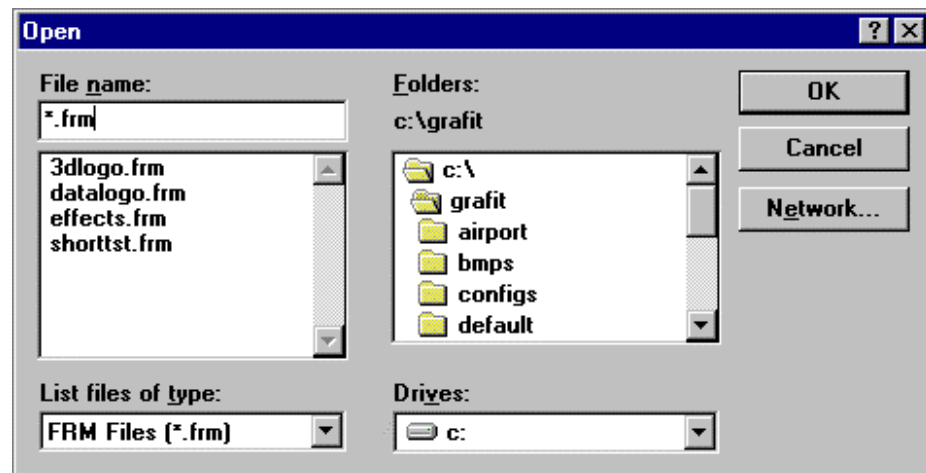 Open
File name:
*.frm
3dlogo.frm
datalogo.frm
effects.frm
shorttst.frm
List files of type:
FRM Files (*.frm)
Folders:
c:\grafit
c:\
grafit
airport
bmps
configs
default
Drives:
c:
OK
Cancel
Network...